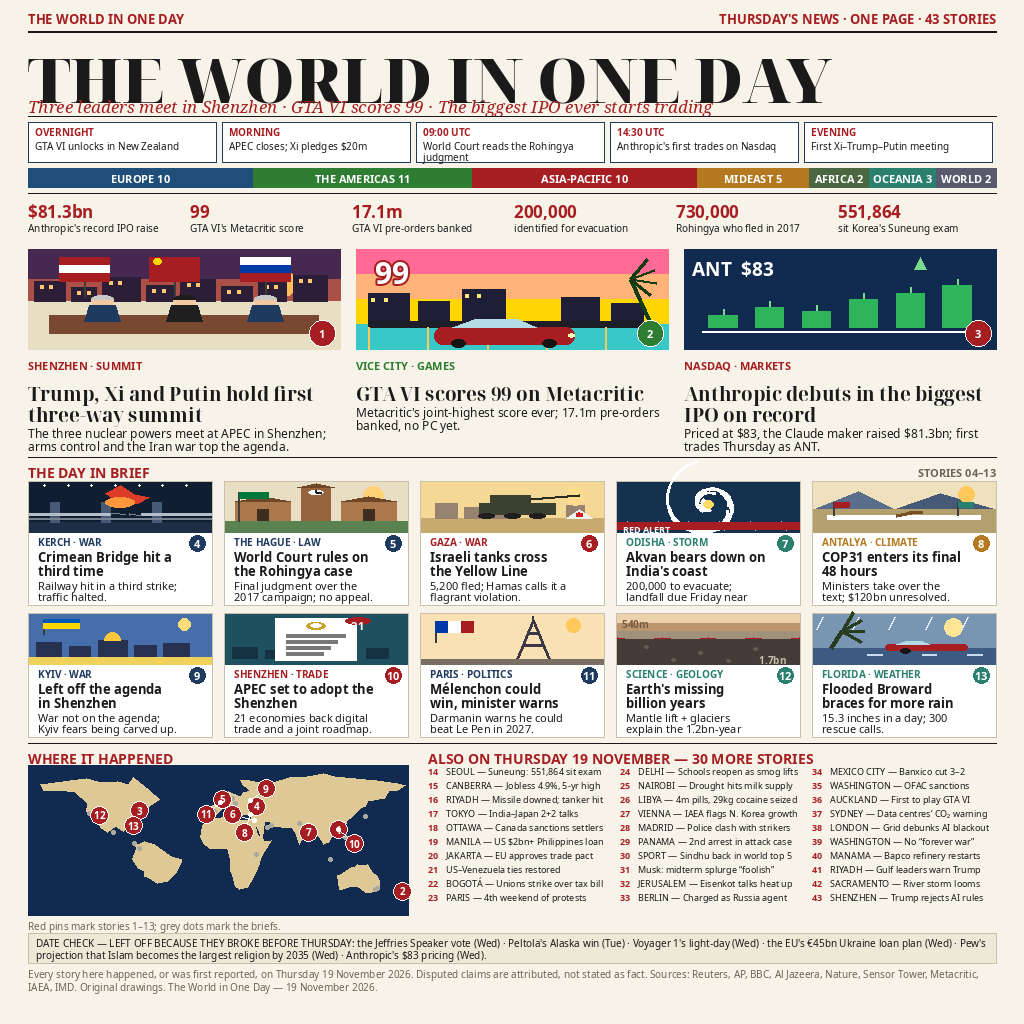 THE WORLD IN ONE DAY
THURSDAY'S NEWS · ONE PAGE · 43 STORIES
THE WORLD IN ONE DAY
Three leaders meet in Shenzhen · GTA VI scores 99 · The biggest IPO ever starts trading
OVERNIGHT
GTA VI unlocks in New Zealand
MORNING
APEC closes; Xi pledges $20m
09:00 UTC
World Court reads the Rohingya
judgment
14:30 UTC
Anthropic's first trades on Nasdaq
EVENING
First Xi–Trump–Putin meeting
EUROPE 10
THE AMERICAS 11
ASIA-PACIFIC 10
MIDEAST 5
AFRICA 2
OCEANIA 3
WORLD 2
$81.3bn
Anthropic's record IPO raise
99
GTA VI's Metacritic score
17.1m
GTA VI pre-orders banked
200,000
identified for evacuation
730,000
Rohingya who fled in 2017
551,864
sit Korea's Suneung exam
1
99
2
ANT $83
3
SHENZHEN · SUMMIT
Trump, Xi and Putin hold first
three-way summit
The three nuclear powers meet at APEC in Shenzhen;
arms control and the Iran war top the agenda.
VICE CITY · GAMES
GTA VI scores 99 on Metacritic
Metacritic's joint-highest score ever; 17.1m pre-orders
banked, no PC yet.
NASDAQ · MARKETS
Anthropic debuts in the biggest
IPO on record
Priced at $83, the Claude maker raised $81.3bn; first
trades Thursday as ANT.
THE DAY IN BRIEF
STORIES 04–13
KERCH · WAR
4
Crimean Bridge hit a
third time
Railway hit in a third strike;
traffic halted.
THE HAGUE · LAW
5
World Court rules on
the Rohingya case
Final judgment over the
2017 campaign; no appeal.
GAZA · WAR
6
Israeli tanks cross
the Yellow Line
5,200 fled; Hamas calls it a
flagrant violation.
RED ALERT
ODISHA · STORM
7
Akvan bears down on
India's coast
200,000 to evacuate;
landfall due Friday near
ANTALYA · CLIMATE
8
COP31 enters its final
48 hours
Ministers take over the
text; $120bn unresolved.
KYIV · WAR
9
Left off the agenda
in Shenzhen
War not on the agenda;
Kyiv fears being carved up.
21
SHENZHEN · TRADE
10
APEC set to adopt the
Shenzhen
21 economies back digital
trade and a joint roadmap.
PARIS · POLITICS
11
Mélenchon could
win, minister warns
Darmanin warns he could
beat Le Pen in 2027.
540m
1.7bn
SCIENCE · GEOLOGY
12
Earth's missing
billion years
Mantle lift + glaciers
explain the 1.2bn-year
FLORIDA · WEATHER
13
Flooded Broward
braces for more rain
15.3 inches in a day; 300
rescue calls.
WHERE IT HAPPENED
12
3
13
11
5
9
4
6
8
7
10
2
Red pins mark stories 1–13; grey dots mark the briefs.
ALSO ON THURSDAY 19 NOVEMBER — 30 MORE STORIES
14 SEOUL — Suneung: 551,864 sit exam
15 CANBERRA — Jobless 4.9%, 5-yr high
16 RIYADH — Missile downed; tanker hit
17 TOKYO — India–Japan 2+2 talks
18 OTTAWA — Canada sanctions settlers
19 MANILA — US $2bn+ Philippines loan
20 JAKARTA — EU approves trade pact
21 US–Venezuela ties restored
22 BOGOTÁ — Unions strike over tax bill
23 PARIS — 4th weekend of protests
24 DELHI — Schools reopen as smog lifts
25 NAIROBI — Drought hits milk supply
26 LIBYA — 4m pills, 29kg cocaine seized
27 VIENNA — IAEA flags N. Korea growth
28 MADRID — Police clash with strikers
29 PANAMA — 2nd arrest in attack case
30 SPORT — Sindhu back in world top 5
31 Musk: midterm splurge “foolish”
32 JERUSALEM — Eisenkot talks heat up
33 BERLIN — Charged as Russia agent
34 MEXICO CITY — Banxico cut 3–2
35 WASHINGTON — OFAC sanctions
36 AUCKLAND — First to play GTA VI
37 SYDNEY — Data centres’ CO₂ warning
38 LONDON — Grid debunks AI blackout
39 WASHINGTON — No “forever war”
40 MANAMA — Bapco refinery restarts
41 RIYADH — Gulf leaders warn Trump
42 SACRAMENTO — River storm looms
43 SHENZHEN — Trump rejects AI rules
DATE CHECK — LEFT OFF BECAUSE THEY BROKE BEFORE THURSDAY: the Jeffries Speaker vote (Wed) · Peltola's Alaska win (Tue) · Voyager 1's light-day (Wed) · the EU's €45bn Ukraine loan plan (Wed) · Pew's
projection that Islam becomes the largest religion by 2035 (Wed) · Anthropic's $83 pricing (Wed).
Every story here happened, or was first reported, on Thursday 19 November 2026. Disputed claims are attributed, not stated as fact. Sources: Reuters, AP, BBC, Al Jazeera, Nature, Sensor Tower, Metacritic,
IAEA, IMD. Original drawings. The World in One Day — 19 November 2026.